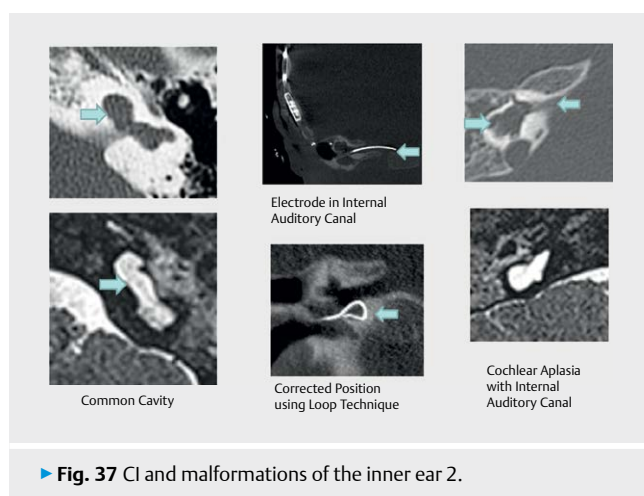 Electrode in Internal
Auditory Canal
Common Cavity
Corrected Position
using Loop Technique
Cochlear Aplasia
with Internal
Auditory Canal
▶ Fig. 37 CI and malformations of the inner ear 2.